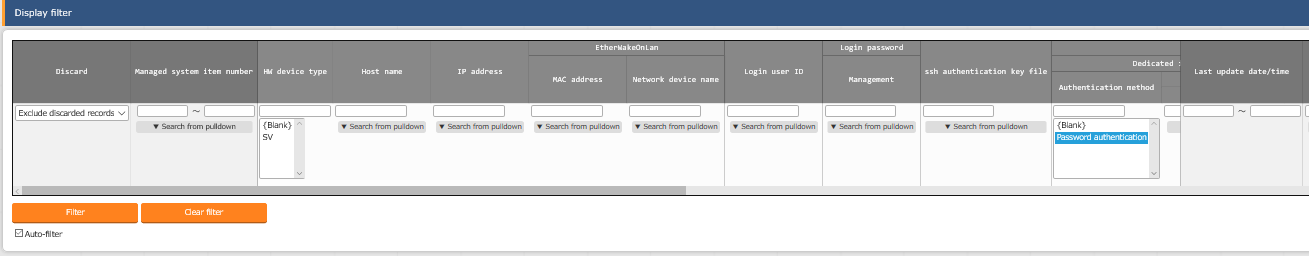 Display filter
EtherWakeOnLan
Login password
Dedicated
Discard
Managed system item number
HW device type
Host name
IP address
MAC address
Network device name
Login user ID
Management
ssh authentication key file
Authentication method
Last update date/time
Exclude discarded records
～
～
▼ Search from pulldown
{Blank}
SV
▼ Search from pulldown
▼ Search from pulldown
▼ Search from pulldown
▼ Search from pulldown
▼ Search from pulldown
▼ Search from pulldown
▼ Search from pulldown
{Blank}
Password authentication
Filter
Clear filter
Auto-filter